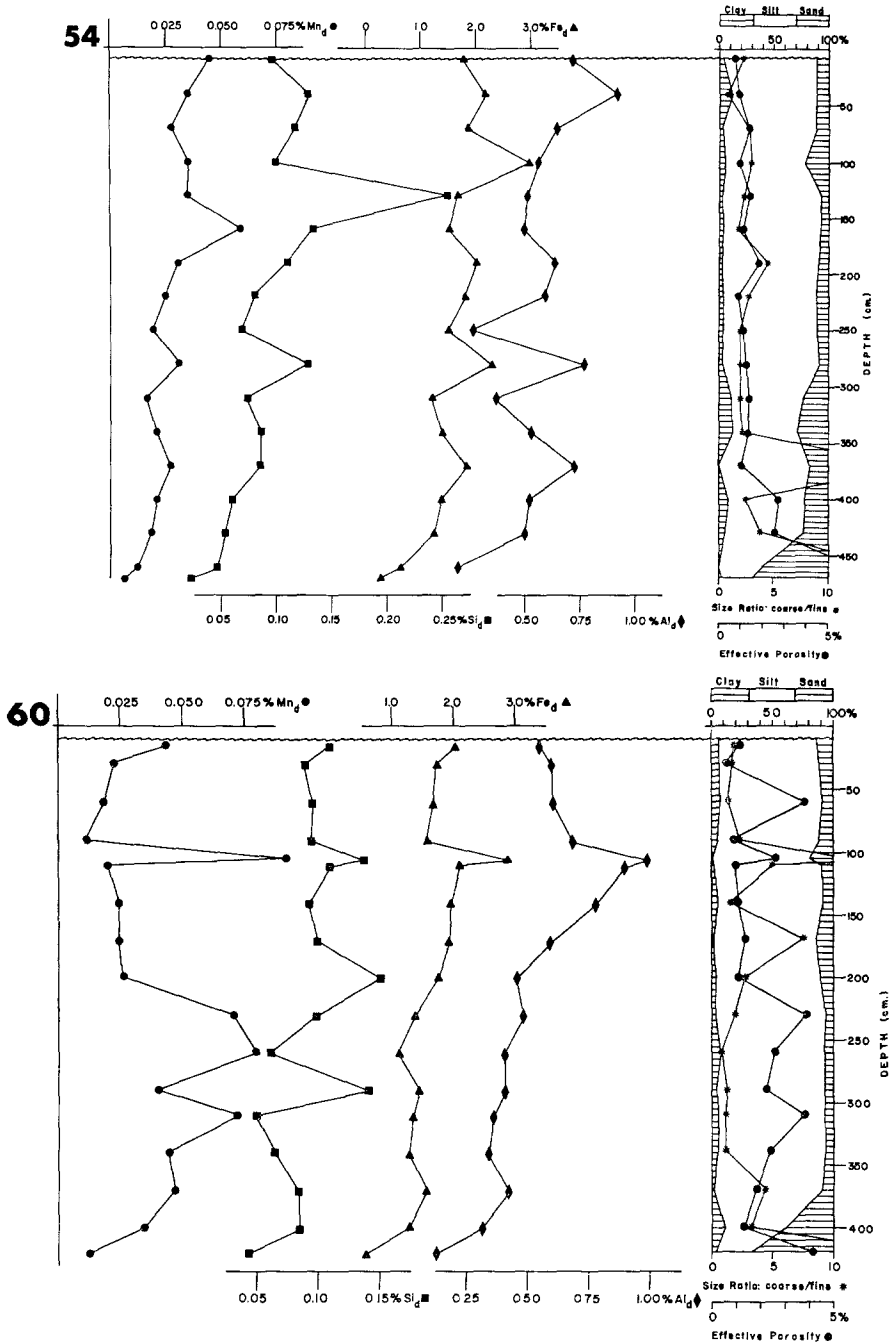 54
0.025 0.050 0.075% Mnd ● 0 1.0 2.0 3.0% Fed ▲
Clay Silt Sand
0 50 100%
50
100
150
200
250
300
350
400
450
DEPTH (cm.)
0 10
Size Ratio: coarse/fine *
0 5%
Effective Porosity ●
0.05 0.10 0.15 0.20 0.25% Sid ■ 0.50 0.75 1.00% Ald ♦
60
0.025 0.050 0.075% Mnd ● 1.0 2.0 3.0% Fed ▲
Clay Silt Sand
0 50 100%
50
100
150
200
250
300
350
400
DEPTH (cm.)
0 10
Size Ratio: coarse/fine *
0 5%
Effective Porosity ●
0.05 0.10 0.15% Sid ■ 0.25 0.50 0.75 1.00% Ald ♦